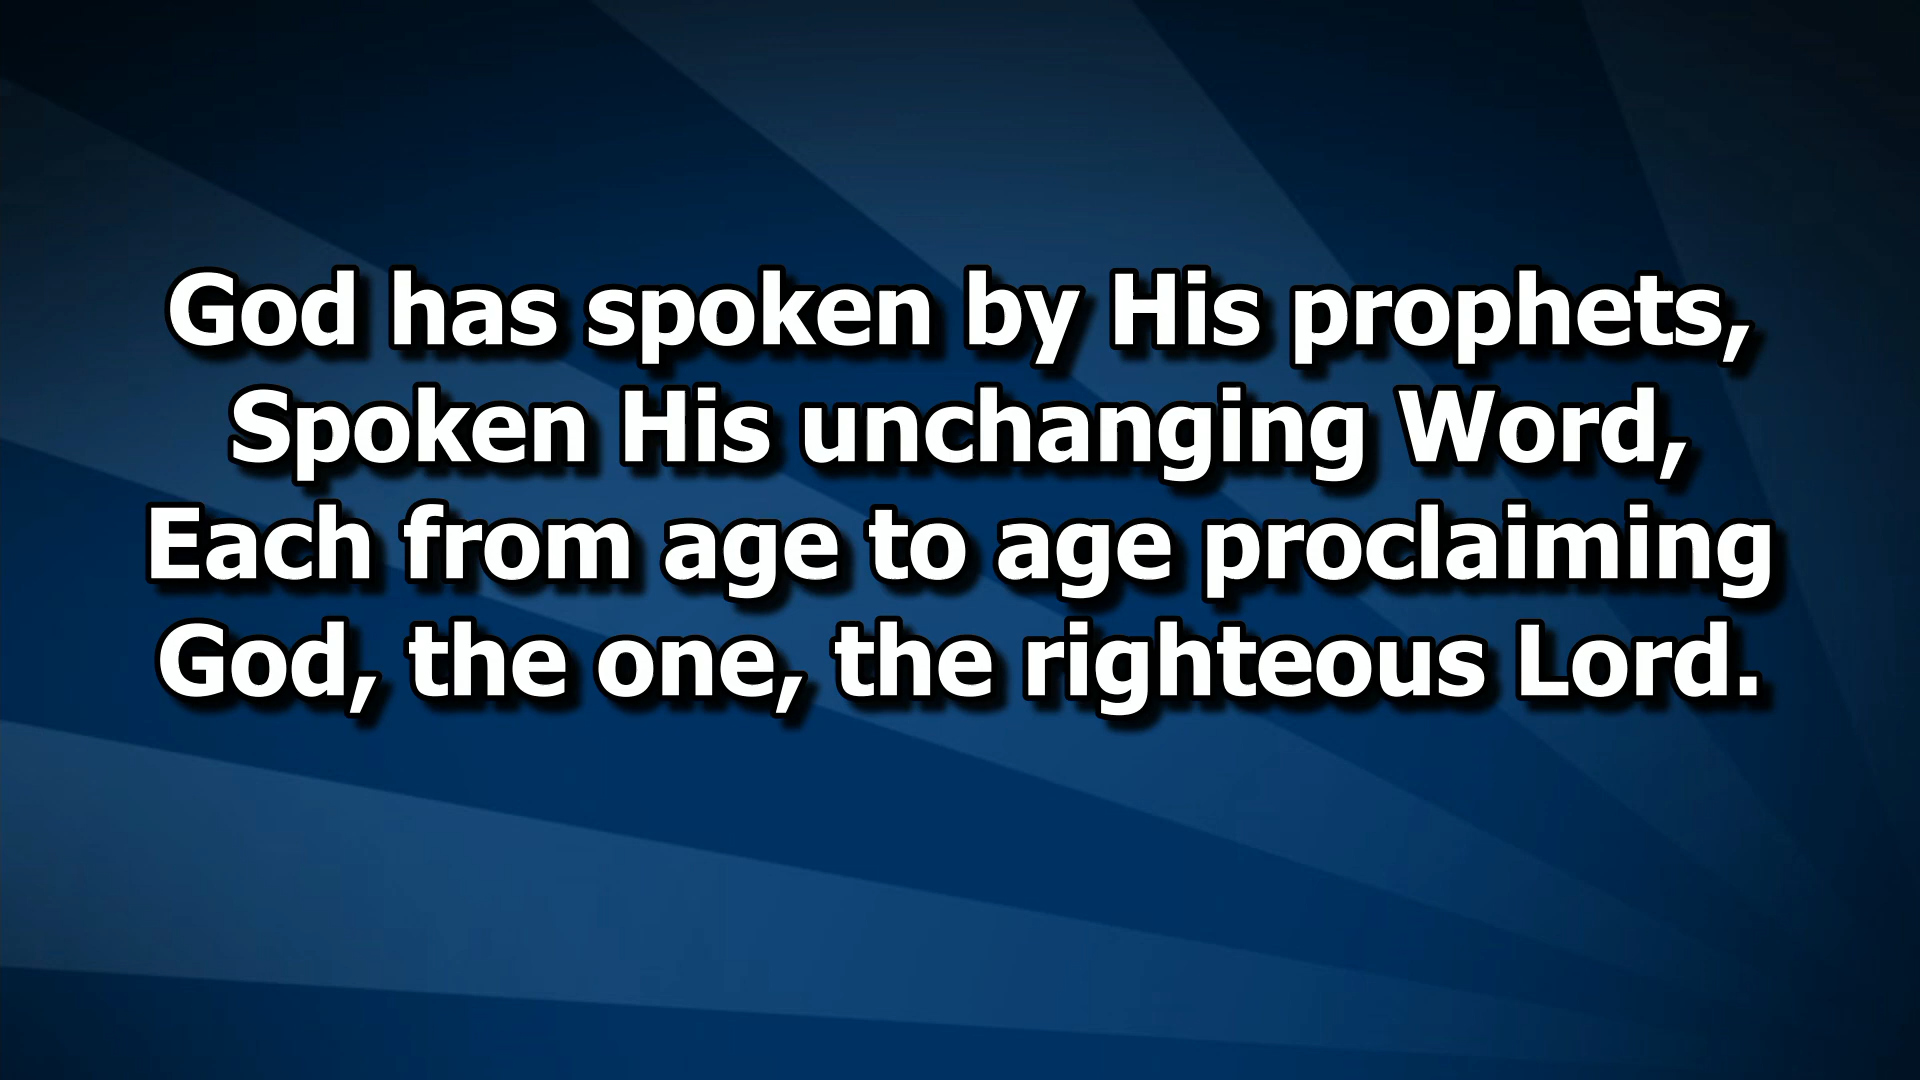 God has spoken by His prophets,
Spoken His unchanging Word,
Each from age to age proclaiming
God, the one, the righteous Lord.